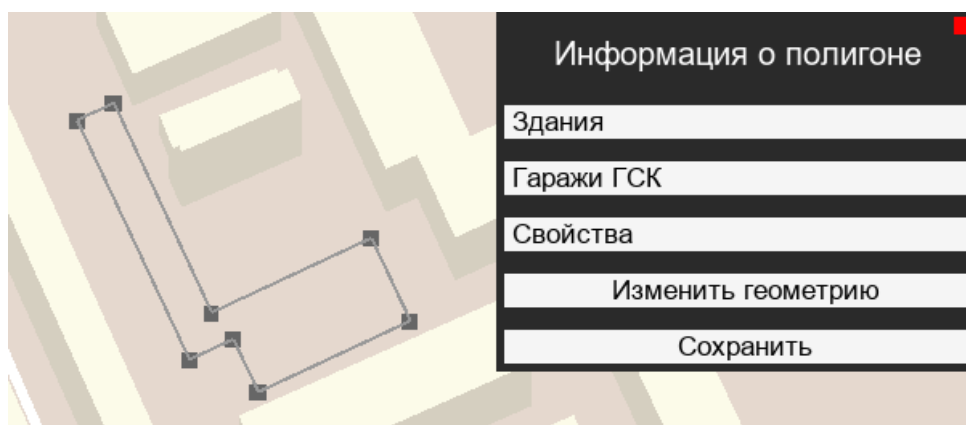 Информация о полигоне
Здания
Гаражи ГСК
Свойства
Изменить геометрию
Сохранить